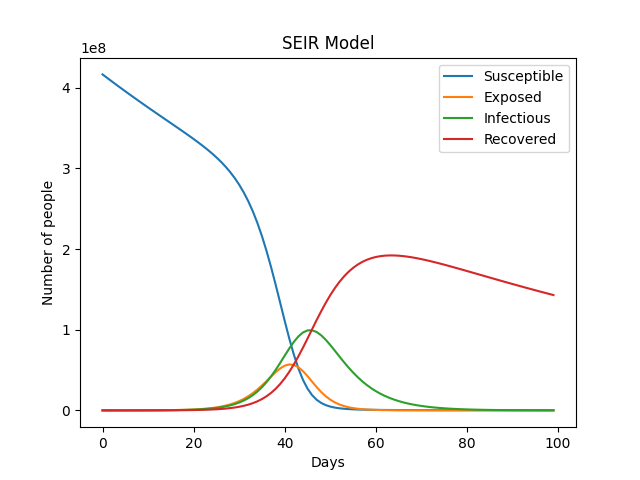 SEIR Model
1e8
Susceptible
Exposed
Infectious
Recovered
Number of people
4
3
2
1
0
0 20 40 60 80 100
Days